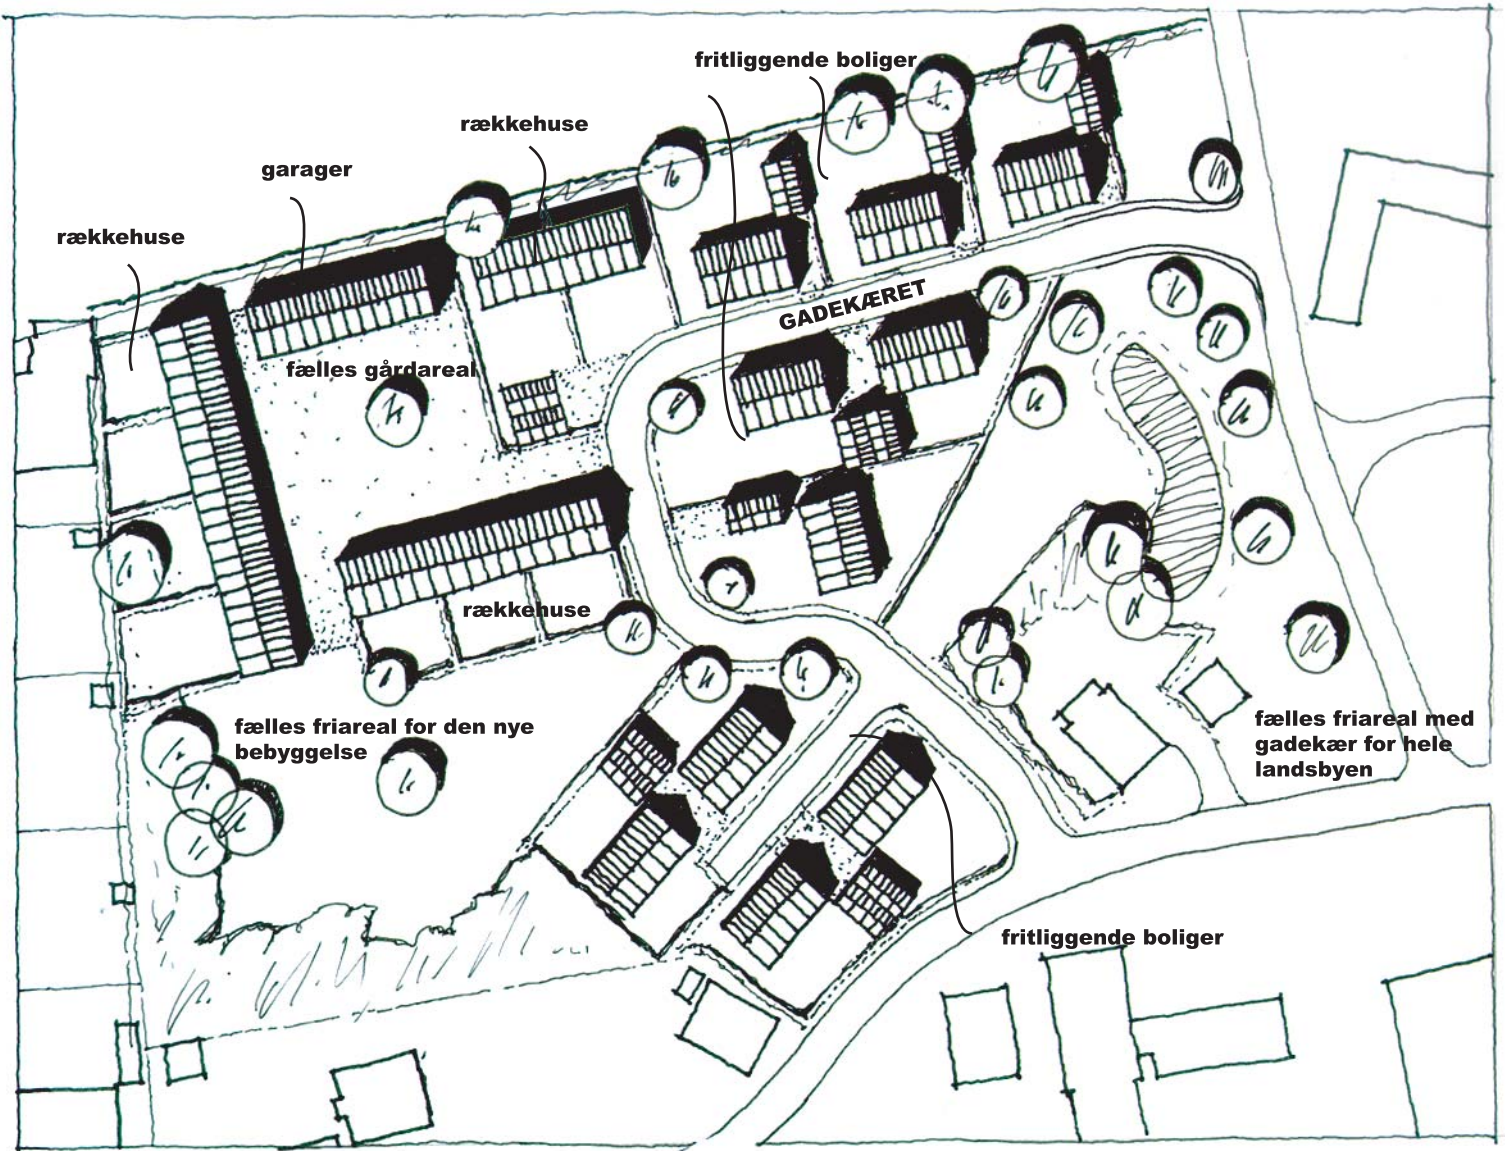 fritliggende boliger
rækkehuse
garager
rækkehuse
GADEKÆRET
fælles gårdareal
rækkehuse
fælles friareal for den nye
bebyggelse
fælles friareal med
gadekær for hele
landsbyen
fritliggende boliger